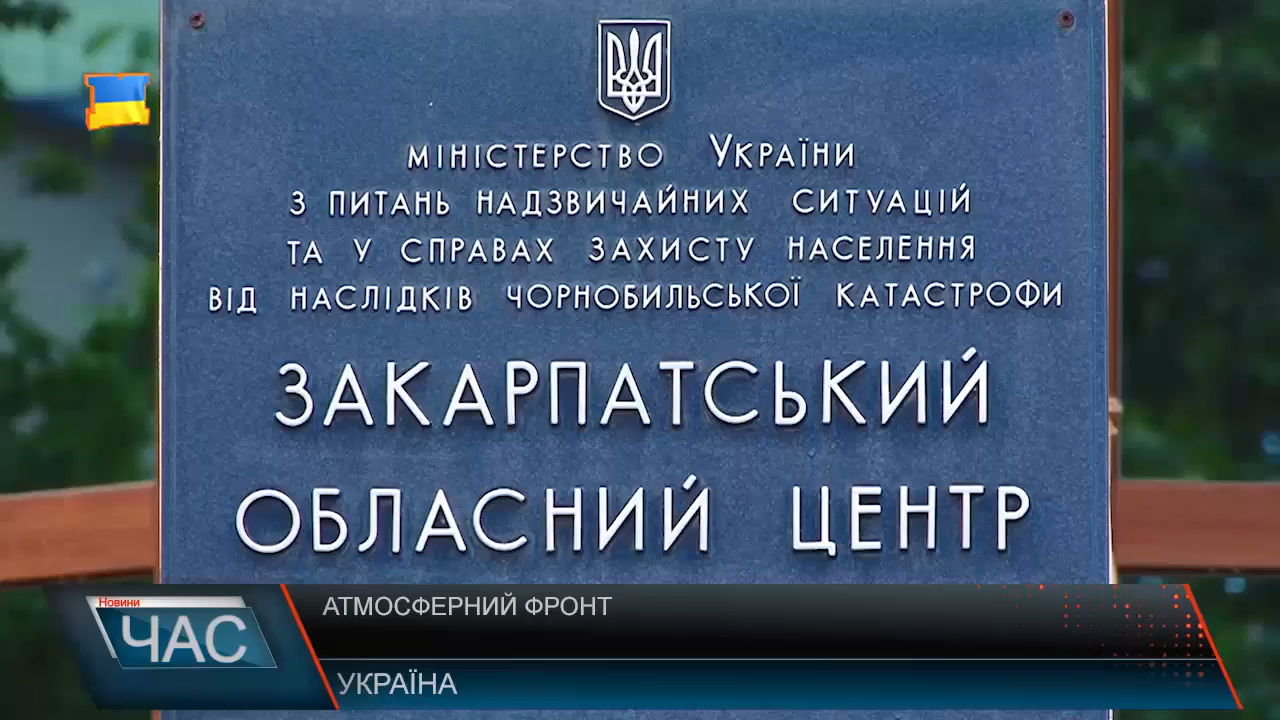 МІНІСТЕРСТВО УКРАЇНИ
З ПИТАНЬ НАДЗВИЧАЙНИХ СИТУАЦІЙ
ТА У СПРАВАХ ЗАХИСТУ НАСЕЛЕННЯ
ВІД НАСЛІДКІВ ЧОРНОБИЛЬСЬКОЇ КАТАСТРОФИ
ЗАКАРПАТСЬКИЙ
ОБЛАСНИЙ ЦЕНТР
Новини
ЧАС
АТМОСФЕРНИЙ ФРОНТ
УКРАЇНА